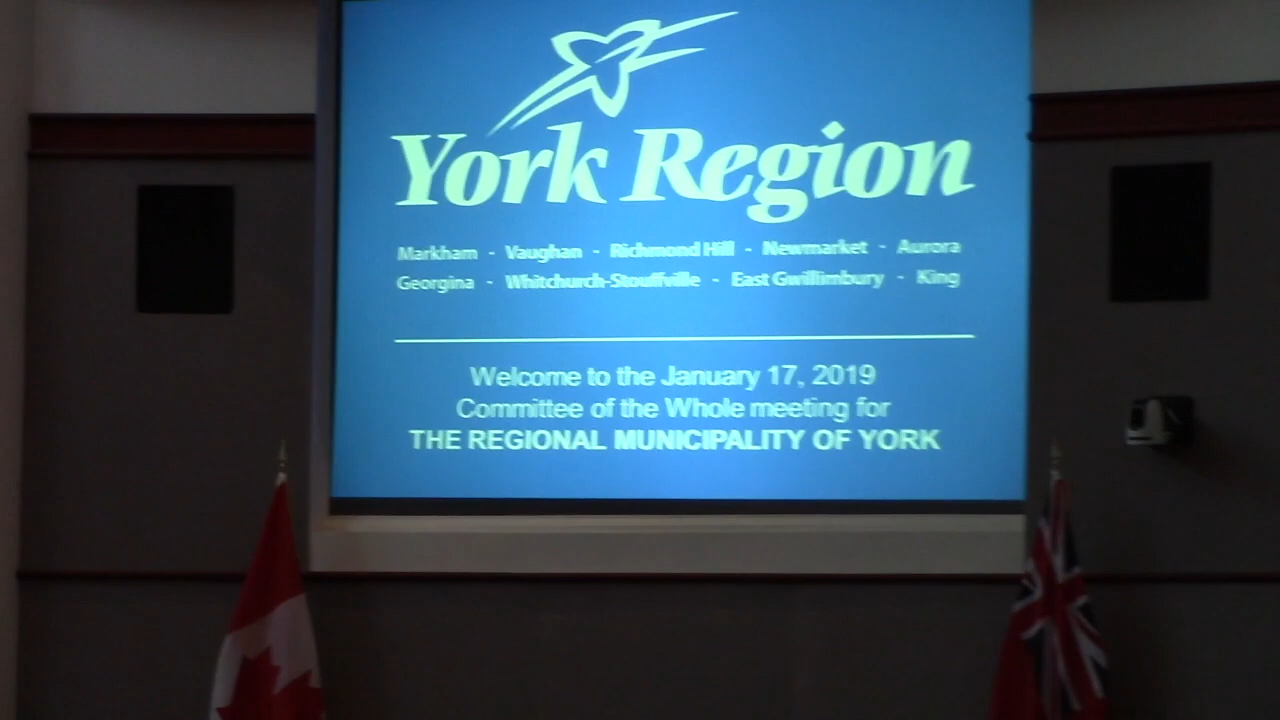 York Region
Markham - Vaughan - Richmond Hill - Newmarket - Aurora
Georgina - Whitchurch-Stouffville - East Gwillimbury - King
Welcome to the January 17, 2019
Committee of the Whole meeting for
THE REGIONAL MUNICIPALITY OF YORK